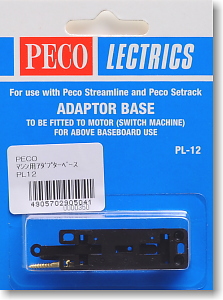 PECO LECTRICS
For use with Peco Streamline and Peco Setrack
ADAPTOR BASE
TO BE FITTED TO MOTOR (SWITCH MACHINE)
FOR ABOVE BASEBOARD USE
PL-12
PECO
マシン用アダプターベース
PL12
4905702905041
0000350